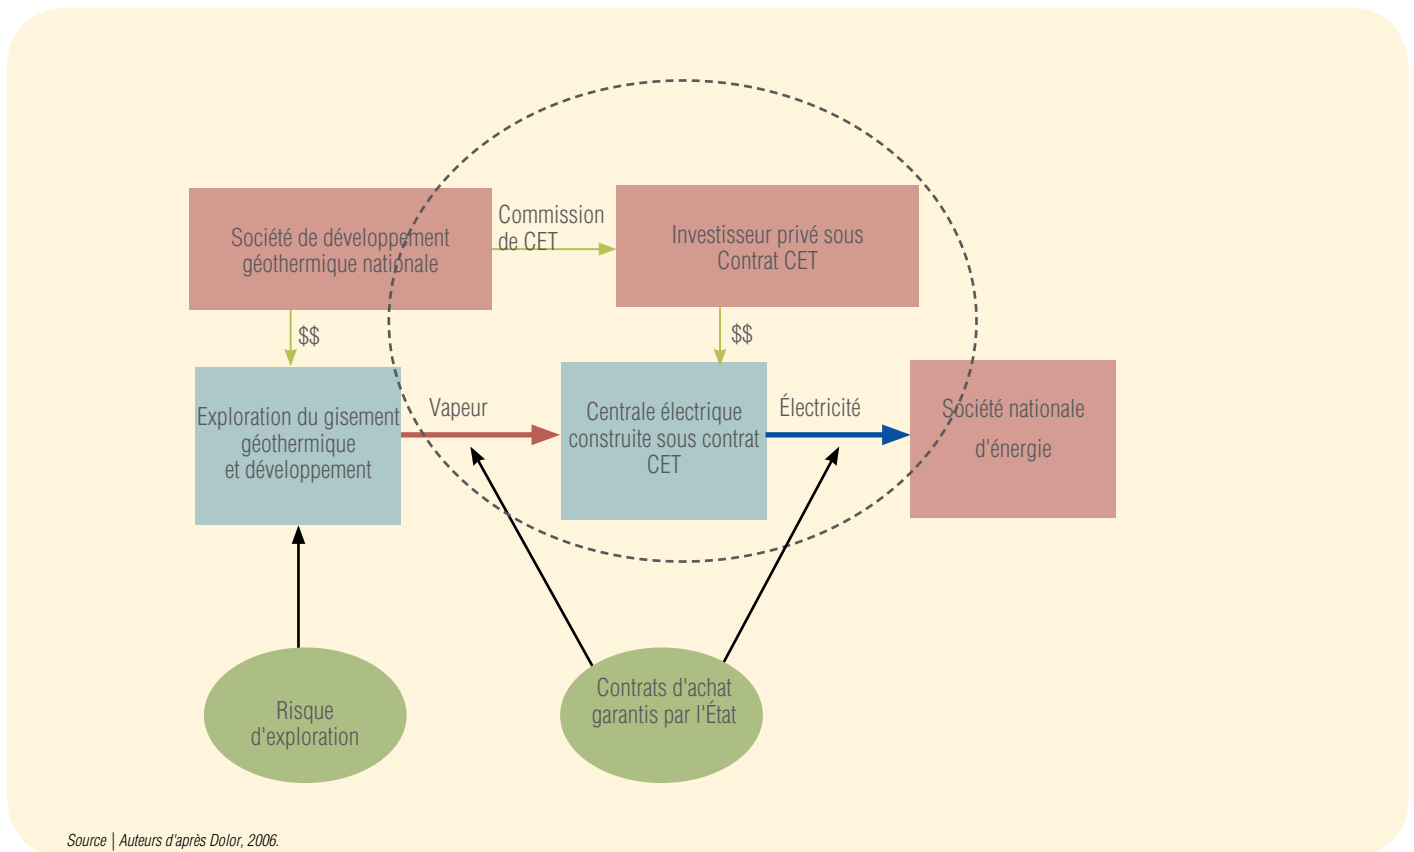 Commission
de CET
Société de développement
géothermique nationale
Investisseur privé sous
Contrat CET
$$
$$
Exploration du gisement
géothermique
et développement
Vapeur
Centrale électrique
construite sous contrat
CET
Électricité
Société nationale
d'énergie
Risque
d'exploration
Contrats d'achat
garantis par l'État
Source | Auteurs d'après Dolor, 2006.